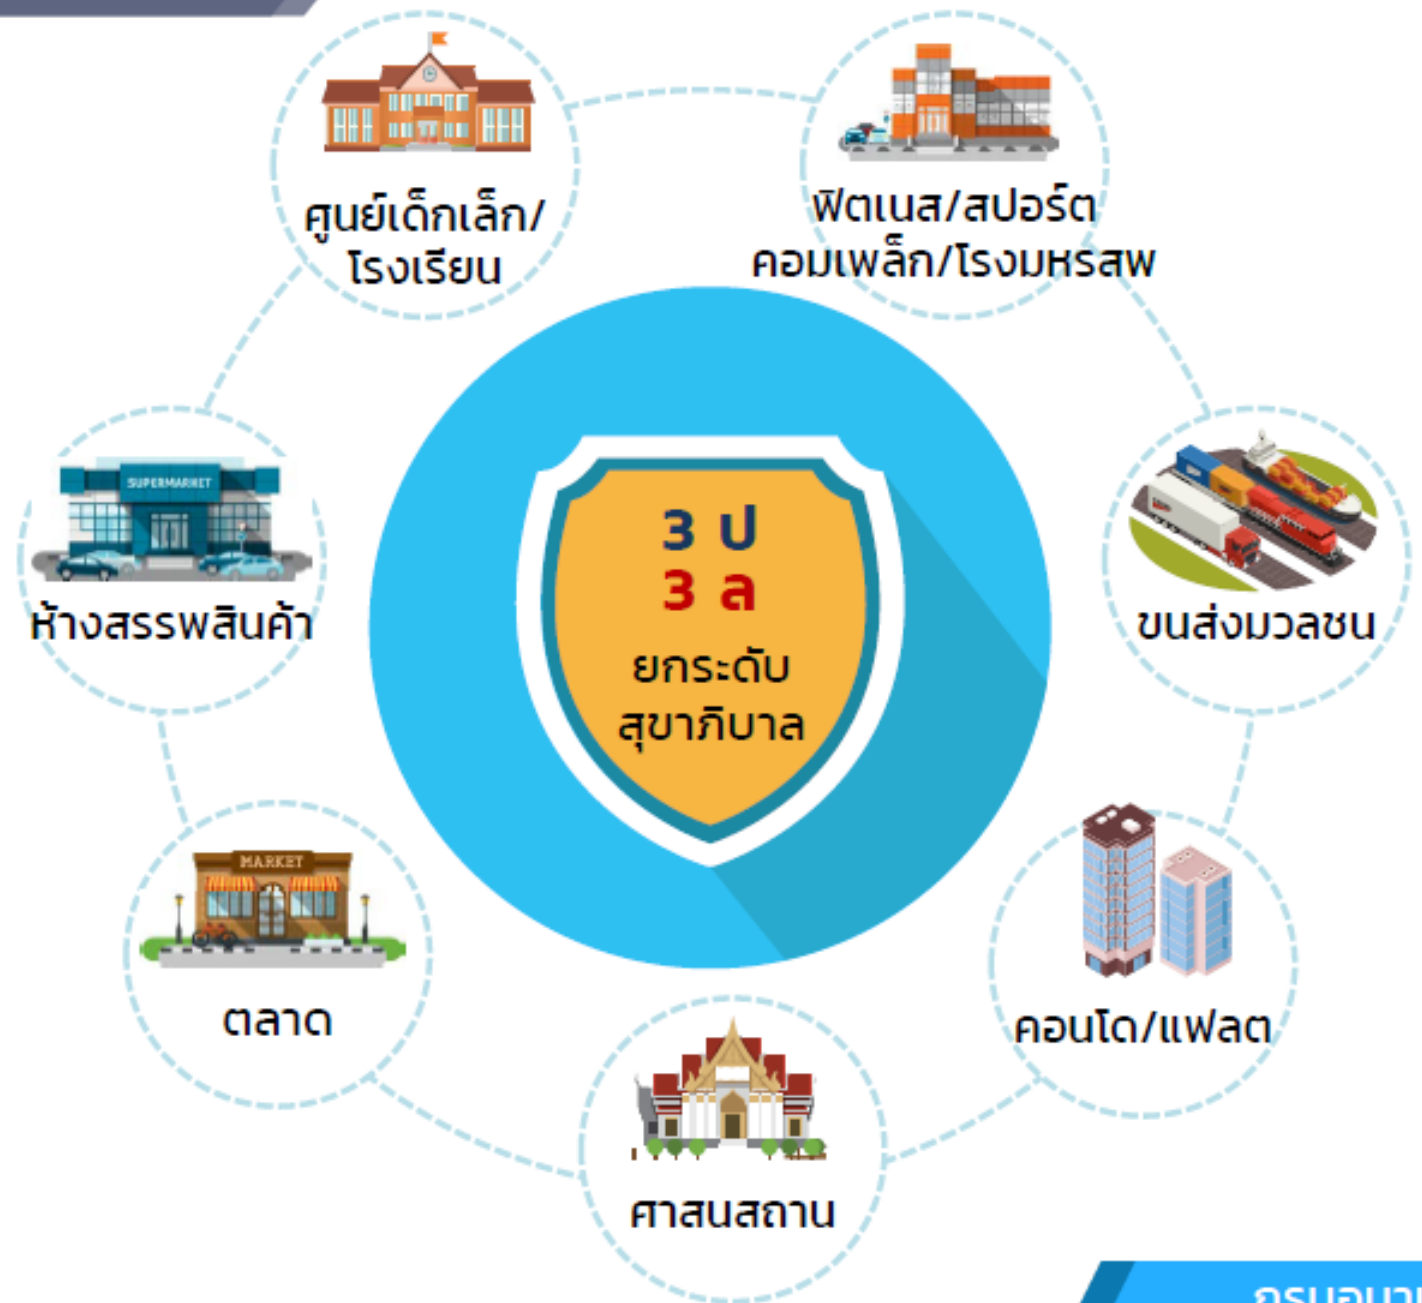 ศูนย์เด็กเล็ก/
โรงเรียน
ฟิตเนส/สปอร์ต
คอมเพล็ก/โรงมหรสพ
SUPERMARKET
ห้างสรรพสินค้า
3 ป
3 ล
ยกระดับ
สุขาภิบาล
ขนส่งมวลชน
MARKET
ตลาด
คอนโด/แฟลต
ศาสนสถาน